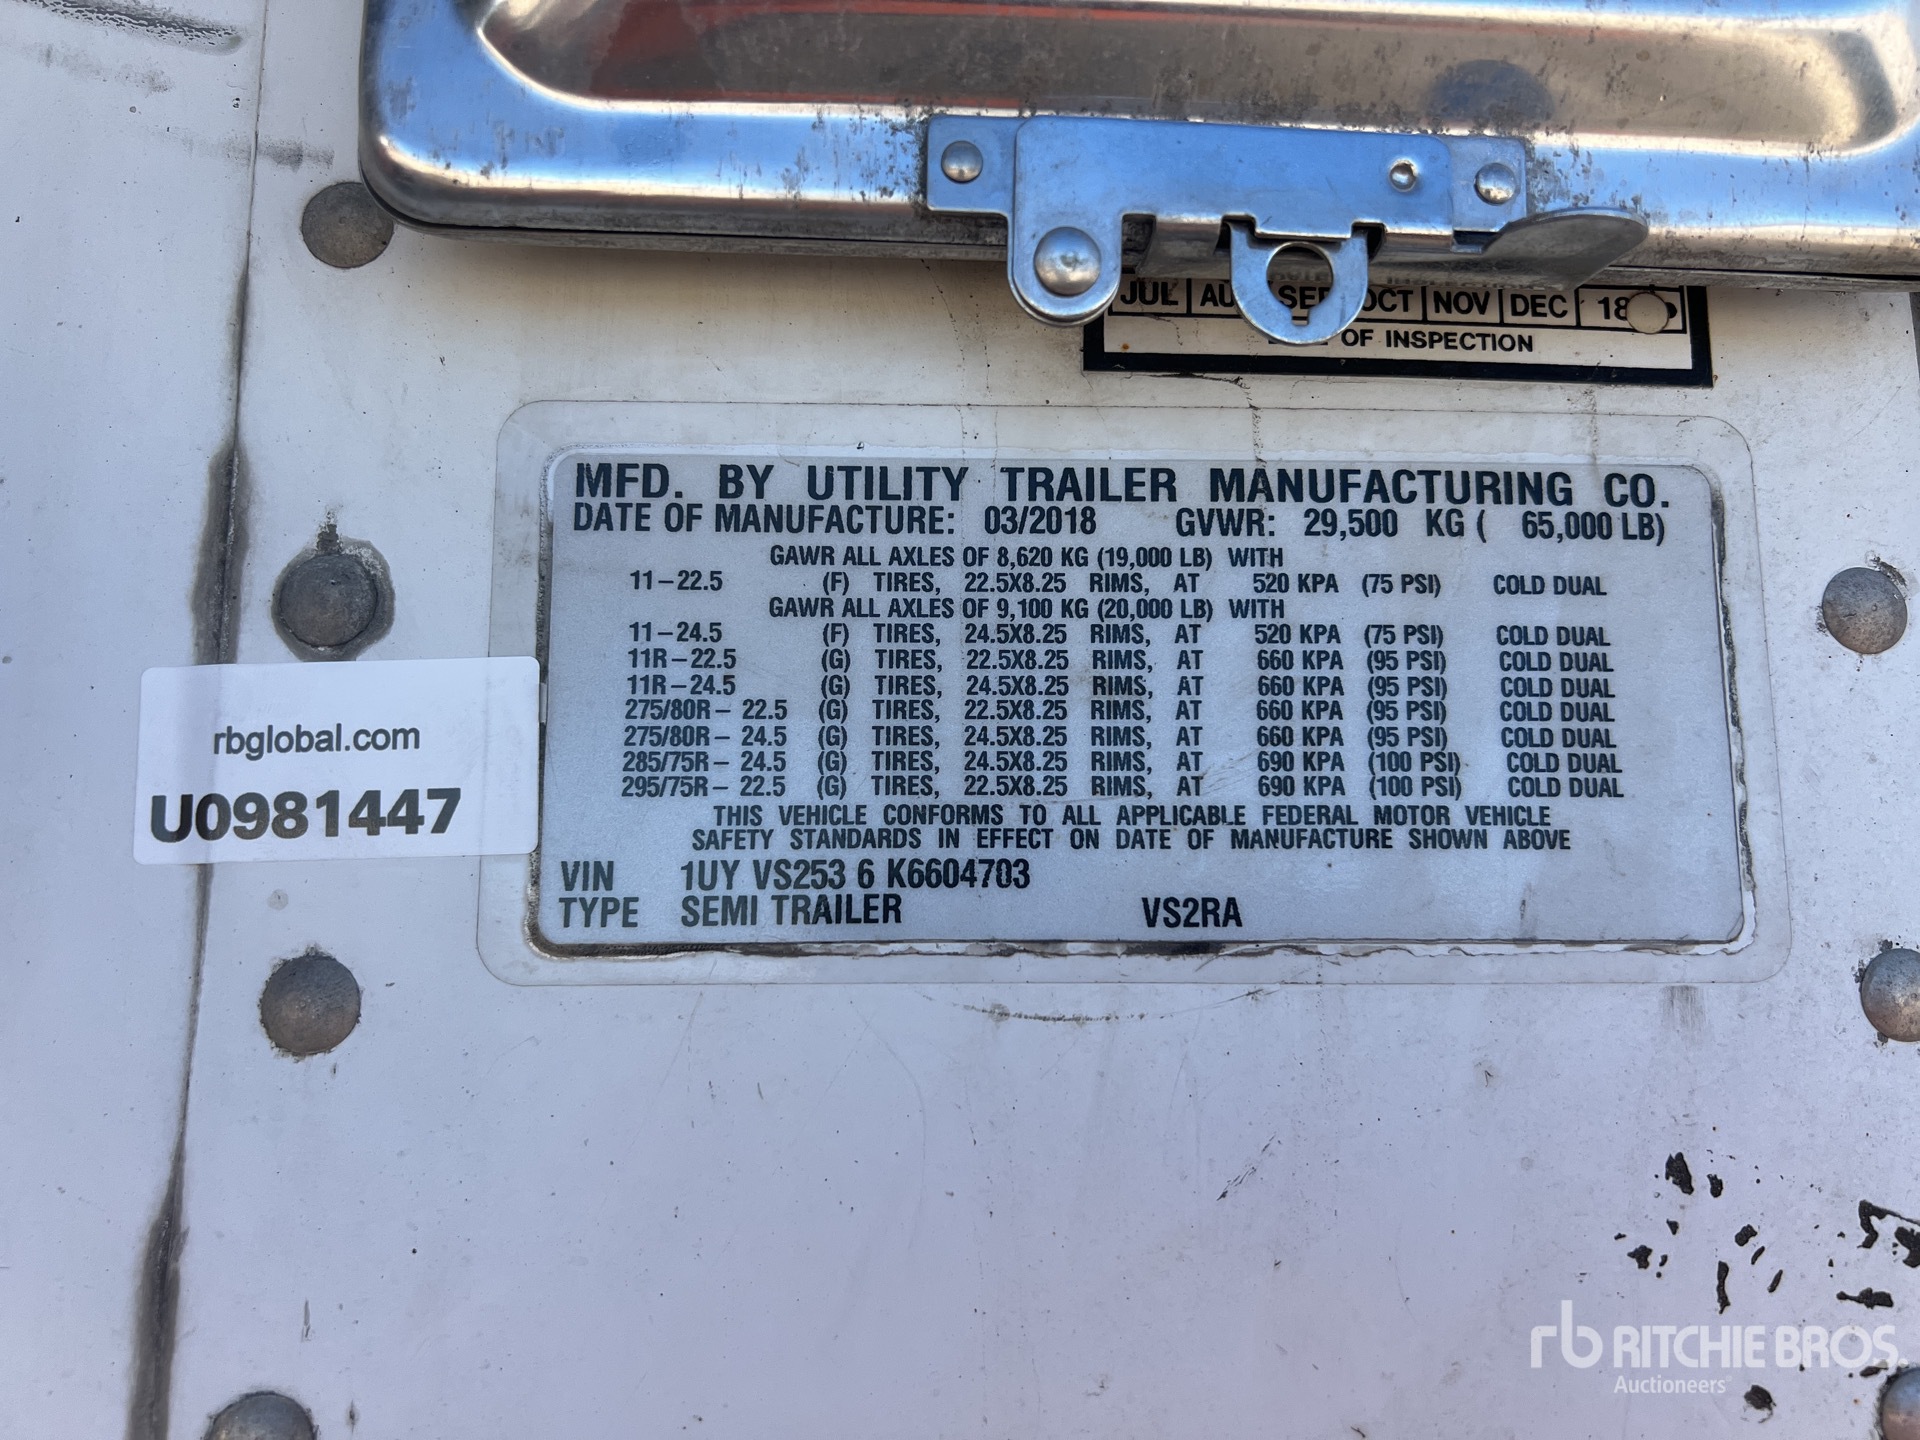 JUL AU SEP OCT NOV DEC 18
OF INSPECTION
MFD. BY UTILITY TRAILER MANUFACTURING CO.
DATE OF MANUFACTURE: 03/2018 GVWR: 29,500 KG ( 65,000 LB)
GAWR ALL AXLES OF 8,620 KG (19,000 LB) WITH
11-22.5 (F) TIRES, 22.5X8.25 RIMS, AT 520 KPA (75 PSI) COLD DUAL
GAWR ALL AXLES OF 9,100 KG (20,000 LB) WITH
11-24.5 (F) TIRES, 24.5X8.25 RIMS, AT 520 KPA (75 PSI) COLD DUAL
11R-22.5 (G) TIRES, 22.5X8.25 RIMS, AT 660 KPA (95 PSI) COLD DUAL
11R-24.5 (G) TIRES, 24.5X8.25 RIMS, AT 660 KPA (95 PSI) COLD DUAL
275/80R- 22.5 (G) TIRES, 22.5X8.25 RIMS, AT 660 KPA (95 PSI) COLD DUAL
275/80R- 24.5 (G) TIRES, 24.5X8.25 RIMS, AT 660 KPA (95 PSI) COLD DUAL
285/75R- 24.5 (G) TIRES, 24.5X8.25 RIMS, AT 690 KPA (100 PSI) COLD DUAL
295/75R- 22.5 (G) TIRES, 22.5X8.25 RIMS, AT 690 KPA (100 PSI) COLD DUAL
THIS VEHICLE CONFORMS TO ALL APPLICABLE FEDERAL MOTOR VEHICLE
SAFETY STANDARDS IN EFFECT ON DATE OF MANUFACTURE SHOWN ABOVE
VIN 1UY VS253 6 K6604703
TYPE SEMI TRAILER VS2RA
rbglobal.com
U0981447
rb RITCHIE BROS.
Auctioneers